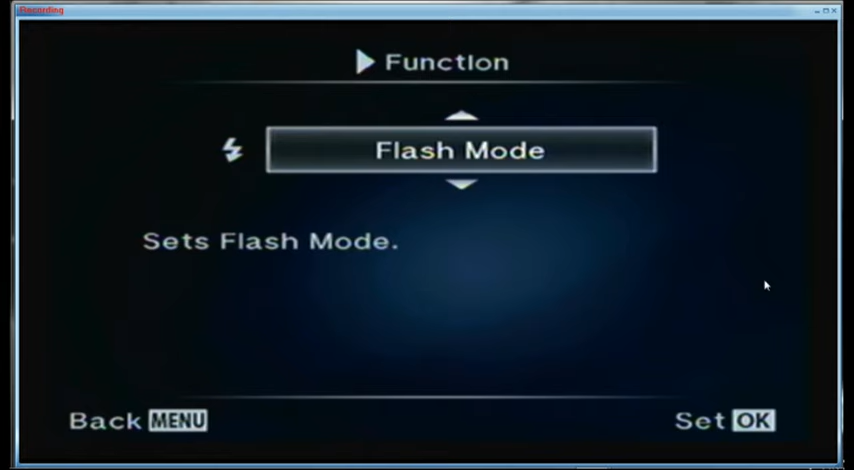 Recording
Function
Flash Mode
Sets Flash Mode.
Back MENU
Set OK